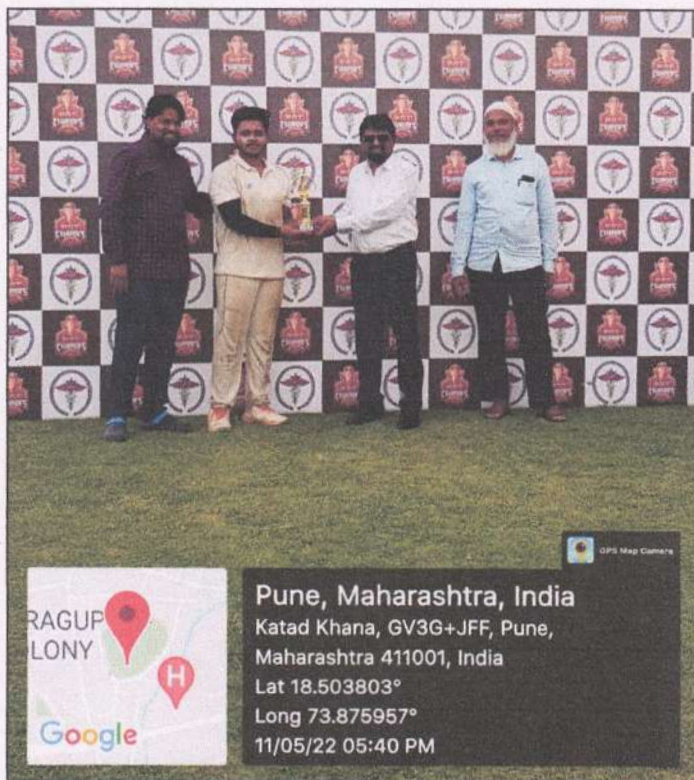 GPS Map Camera
RAGUP
LONY
H
Google
Pune, Maharashtra, India
Katad Khana, GV3G+JFF, Pune,
Maharashtra 411001, India
Lat 18.503803°
Long 73.875957°
11/05/22 05:40 PM